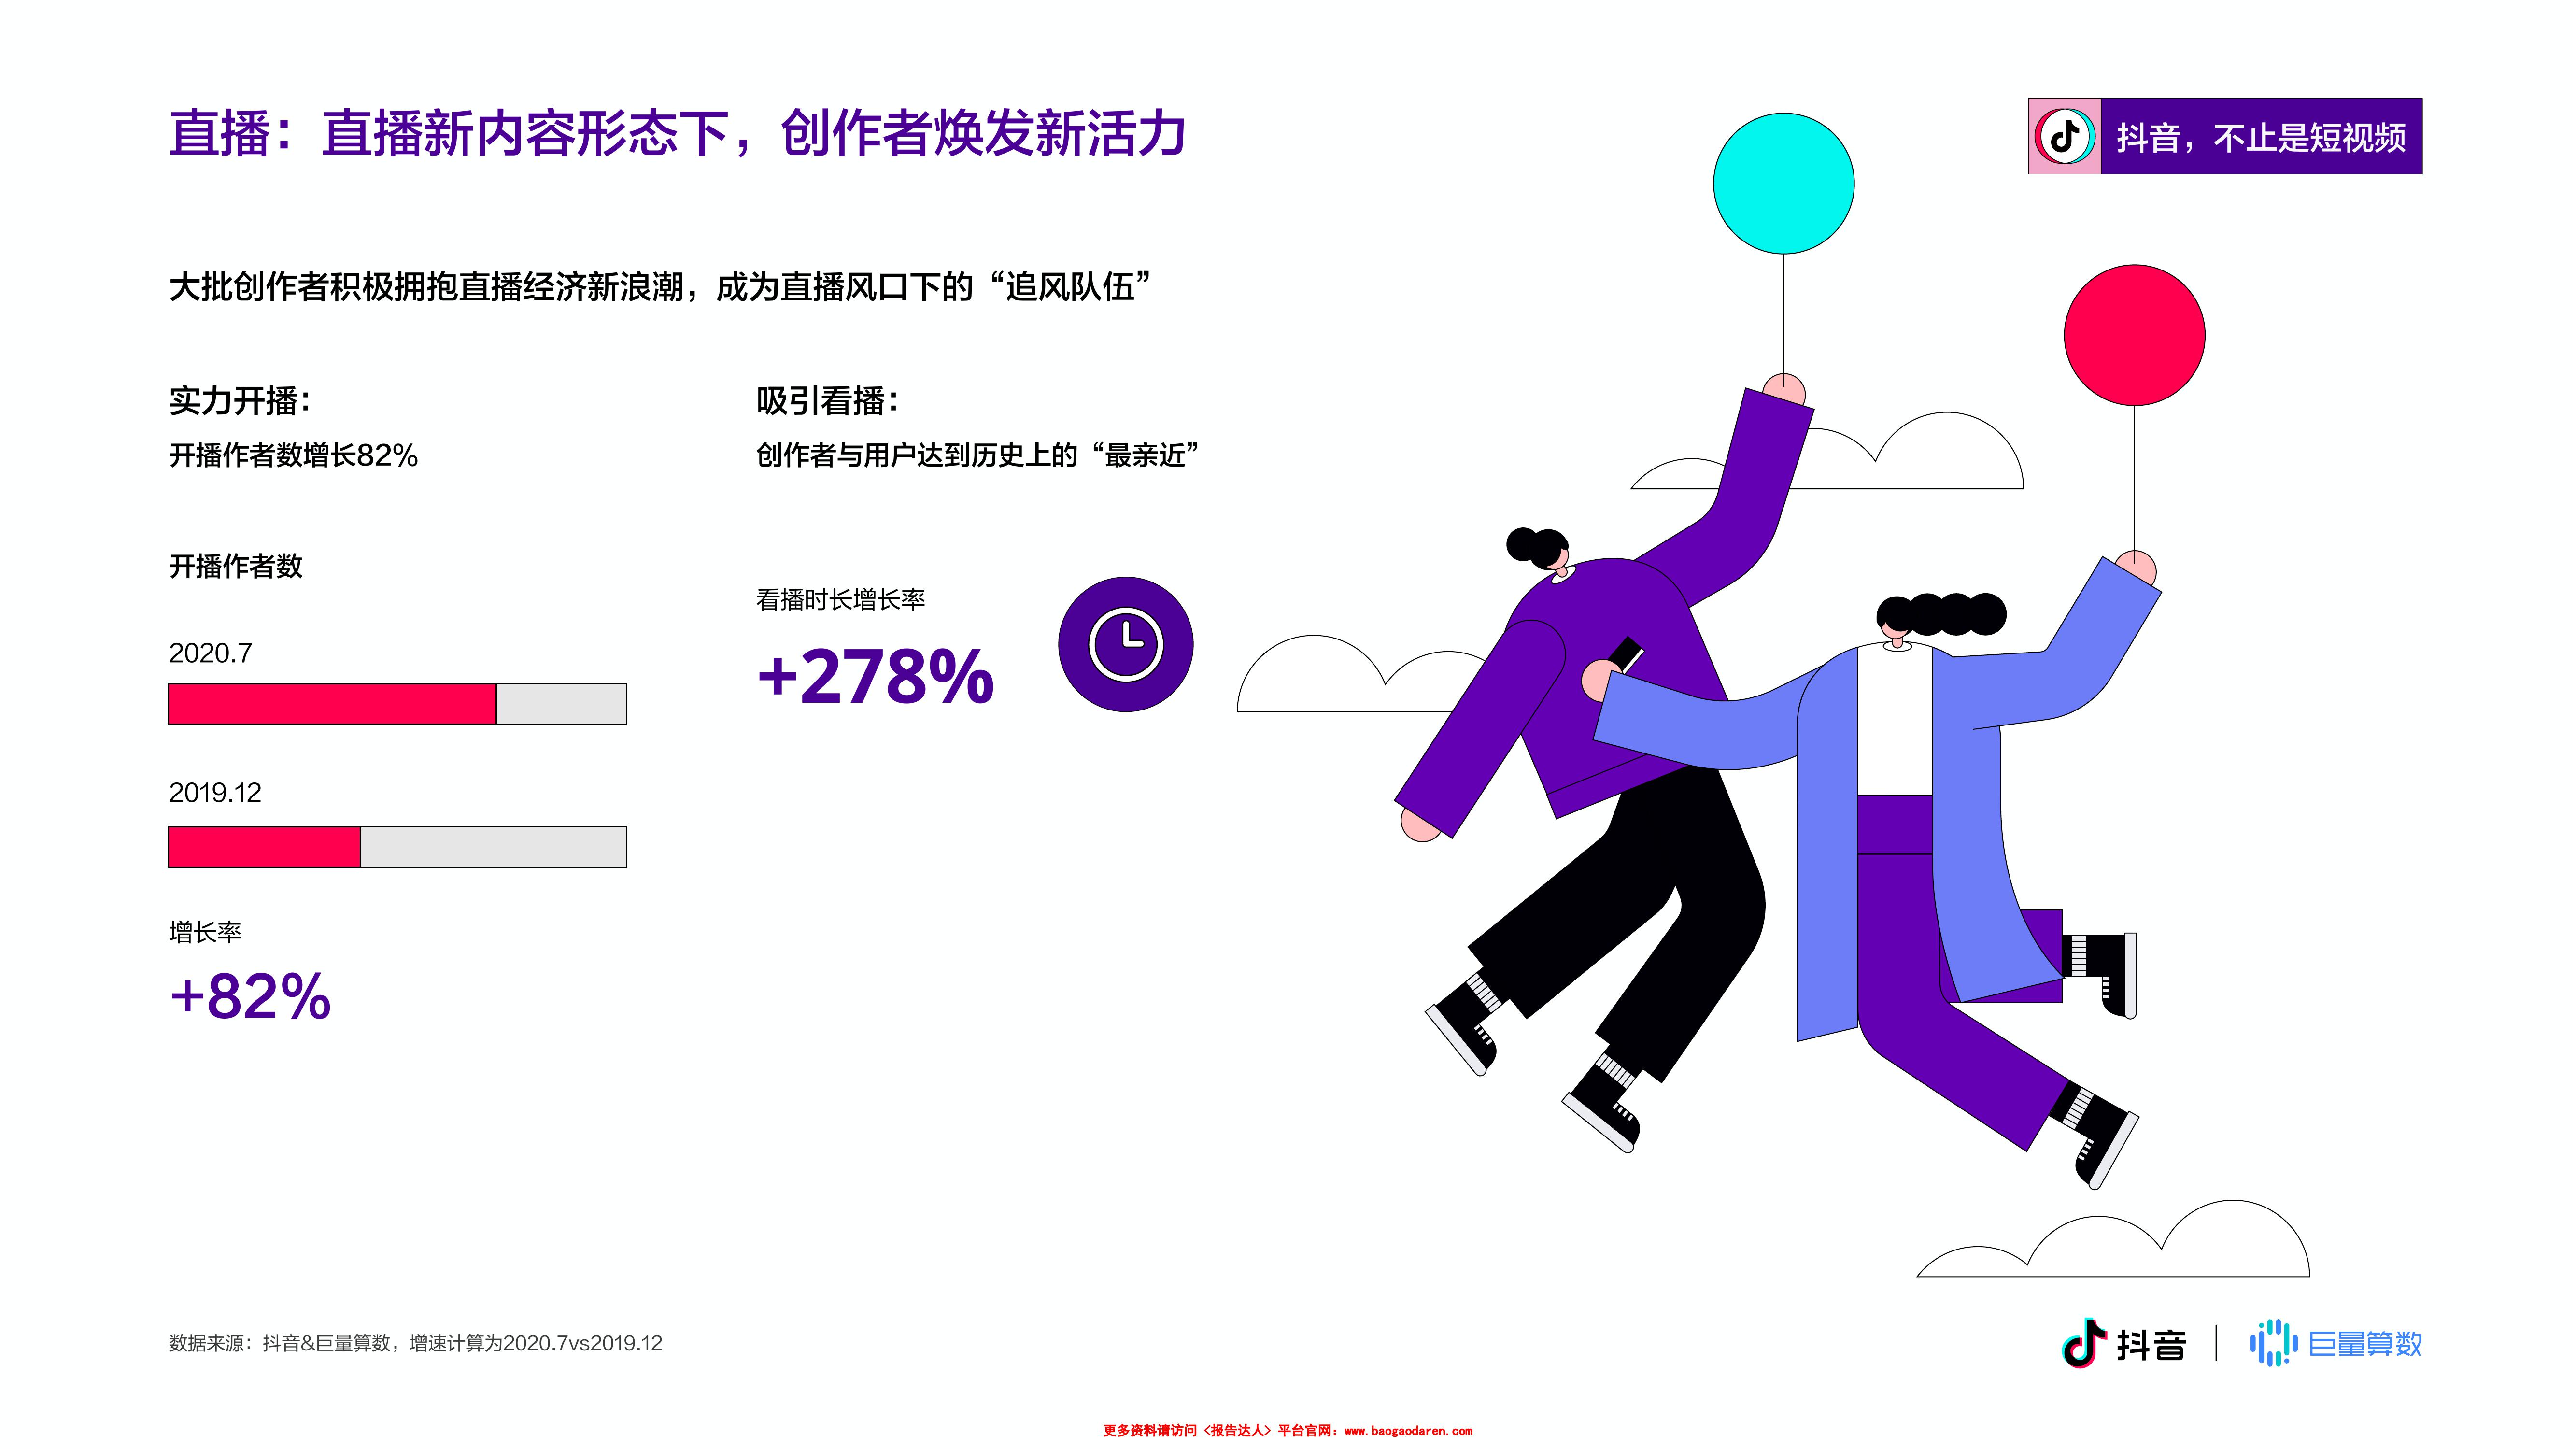 直播：直播新内容形态下，创作者焕发新活力
抖音，不止是短视频
大批创作者积极拥抱直播经济新浪潮，成为直播风口下的“追风队伍”
实力开播：
开播作者数增长82%
开播作者数
2020.7
2019.12
增长率
+82%
吸引看播：
创作者与用户达到历史上的“最亲近”
看播时长增长率
+278%
数据来源：抖音&巨量算数，增速计算为2020.7vs2019.12
抖音
巨量算数
更多资料请访问《报告达人》平台官网：www.baogaodaren.com